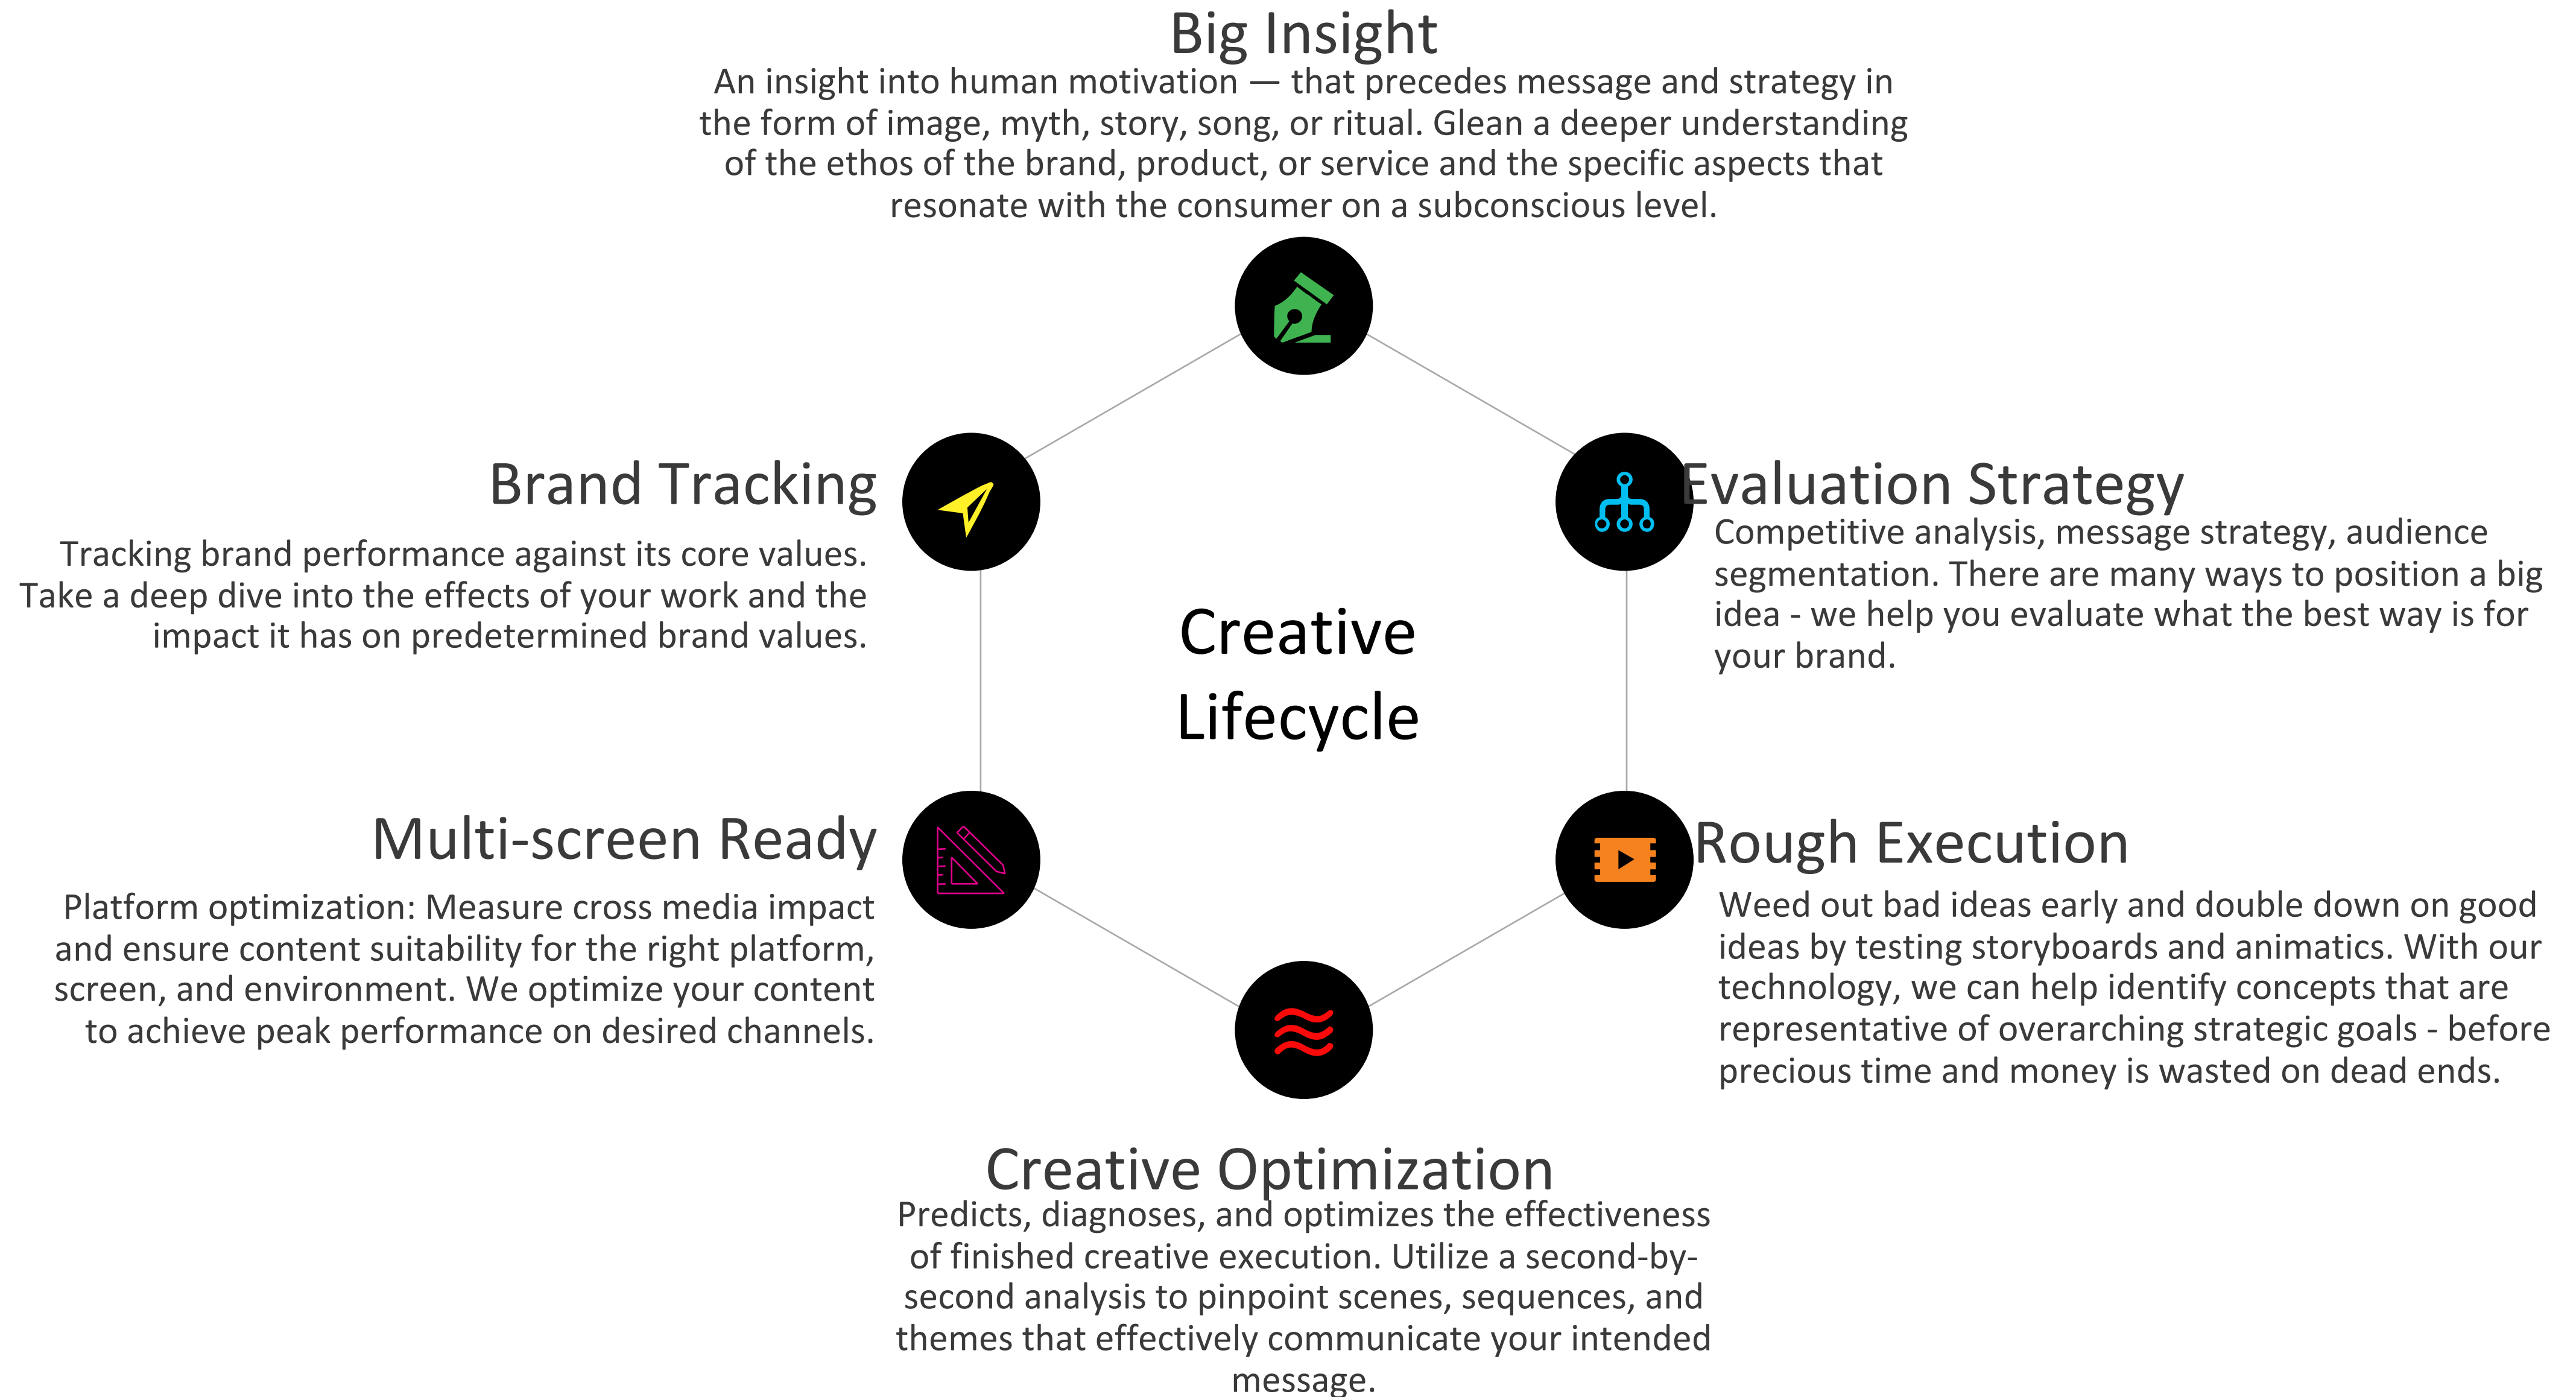 Big Insight
An insight into human motivation — that precedes message and strategy in
the form of image, myth, story, song, or ritual. Glean a deeper understanding
of the ethos of the brand, product, or service and the specific aspects that
resonate with the consumer on a subconscious level.
Evaluation Strategy
Competitive analysis, message strategy, audience
segmentation. There are many ways to position a big
idea - we help you evaluate what the best way is for
your brand.
Rough Execution
Weed out bad ideas early and double down on good
ideas by testing storyboards and animatics. With our
technology, we can help identify concepts that are
representative of overarching strategic goals - before
precious time and money is wasted on dead ends.
Creative Optimization
Predicts, diagnoses, and optimizes the effectiveness
of finished creative execution. Utilize a second-by-
second analysis to pinpoint scenes, sequences, and
themes that effectively communicate your intended
message.
Multi-screen Ready
Platform optimization: Measure cross media impact
and ensure content suitability for the right platform,
screen, and environment. We optimize your content
to achieve peak performance on desired channels.
Brand Tracking
Tracking brand performance against its core values.
Take a deep dive into the effects of your work and the
impact it has on predetermined brand values.
Creative
Lifecycle